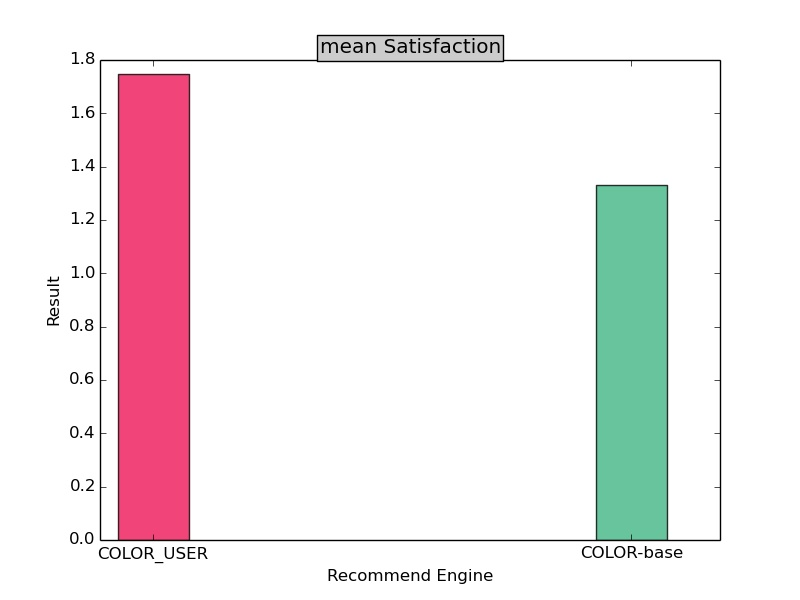 mean Satisfaction
1.8
1.6
1.4
1.2
1.0
0.8
0.6
0.4
0.2
0.0
Result
COLOR_USER
COLOR-base
Recommend Engine